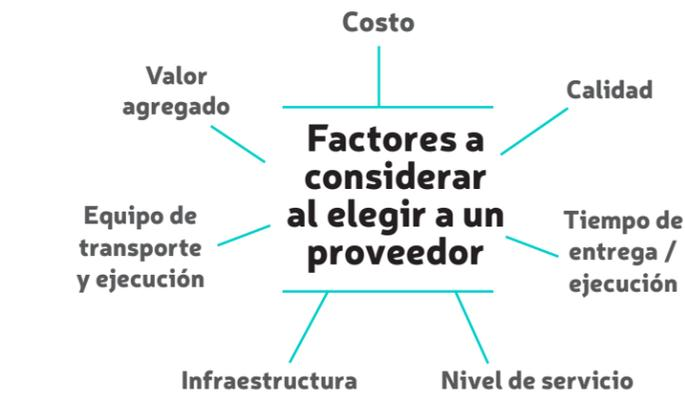 Costo
Valor
agregado
Calidad
Factores a
considerar
al elegir a un
proveedor
Equipo de
transporte
y ejecución
Tiempo de
entrega /
ejecución
Infraestructura
Nivel de servicio